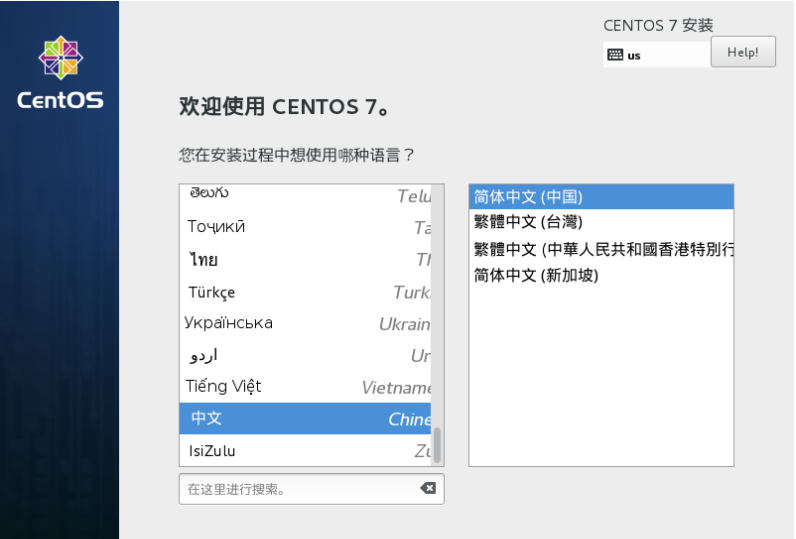 CENTOS 7 安装
us
Help!
CentOS
欢迎使用 CENTOS 7。
您在安装过程中想使用哪种语言？
తెలుగు Telu
Тоҷикӣ Ta
ไทย Th
Türkçe Turk
Українська Ukrain
اردو Ur
Tiếng Việt Vietname
中文 Chine
IsiZulu Zu
在这里进行搜索。
简体中文 (中国)
繁體中文 (台灣)
繁體中文 (中華人民共和國香港特別行
简体中文 (新加坡)